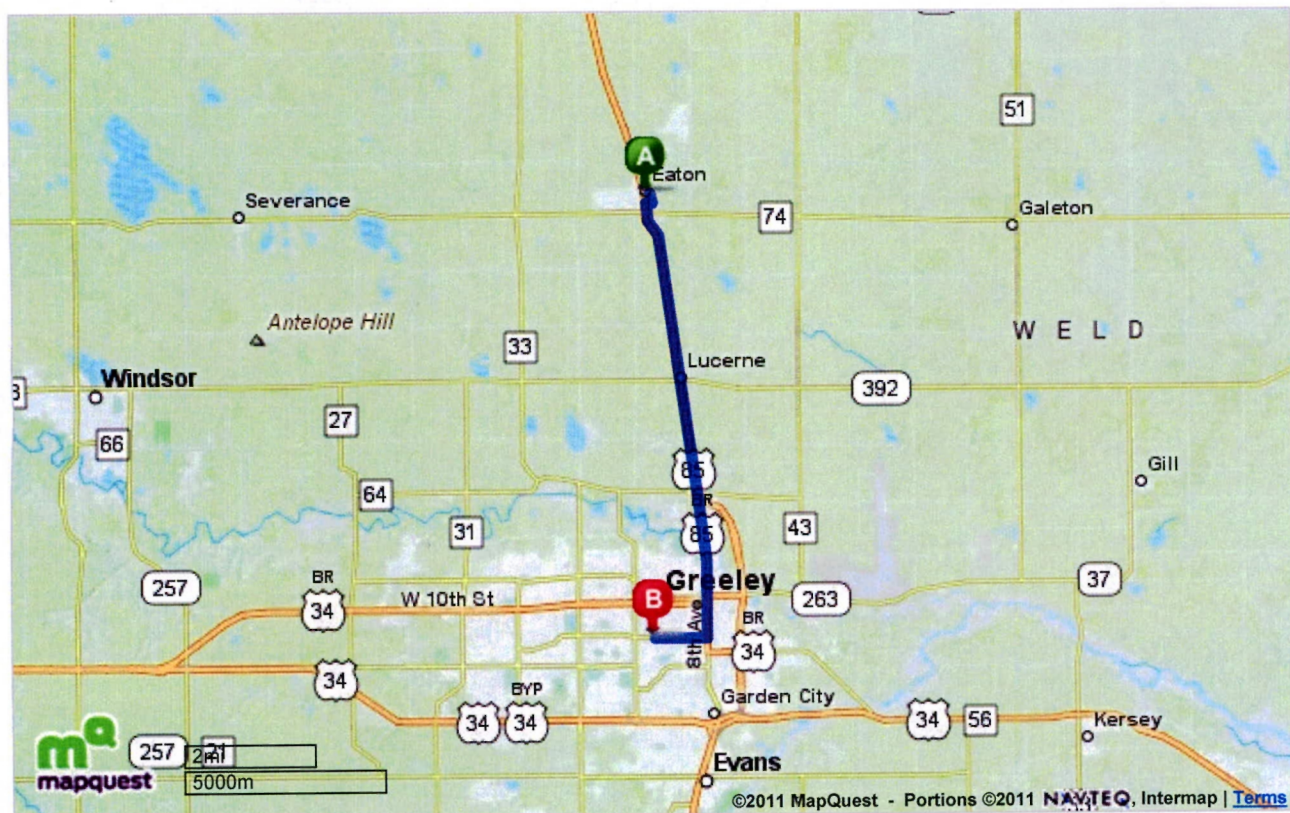 51
A
Eaton
Severance
74
Galeton
Antelope Hill
33
W E L D
Lucerne
Windsor
392
27
66
85
Gill
64
BR
85
31
43
257
BR
34
W 10th St
B
Greeley
263
37
8th Ave
BR
34
34
BYP
34
34
Garden City
34
56
Kersey
mapquest
257
21
2mi
5000m
Evans
©2011 MapQuest - Portions ©2011 NAVTEQ, Intermap | Terms